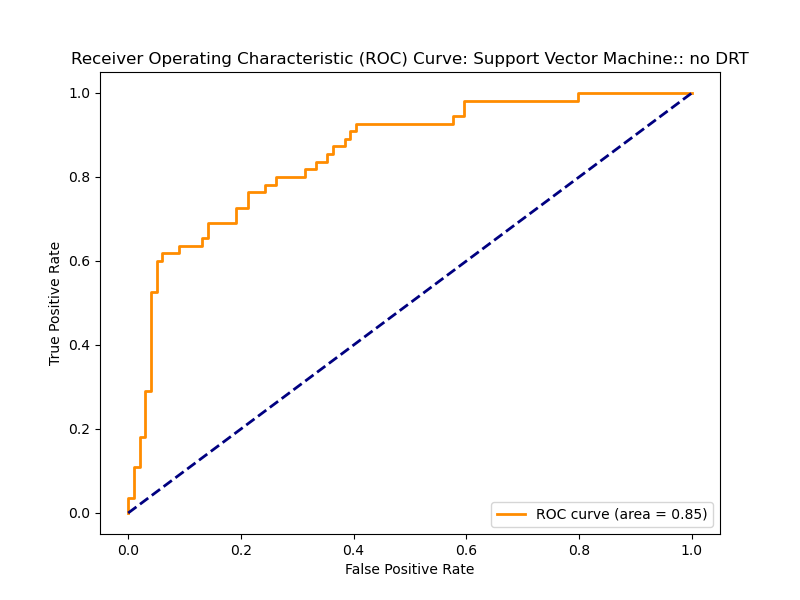 Receiver Operating Characteristic (ROC) Curve: Support Vector Machine:: no DRT
True Positive Rate
1.0
0.8
0.6
0.4
0.2
0.0
ROC curve (area = 0.85)
0.0 0.2 0.4 0.6 0.8 1.0
False Positive Rate